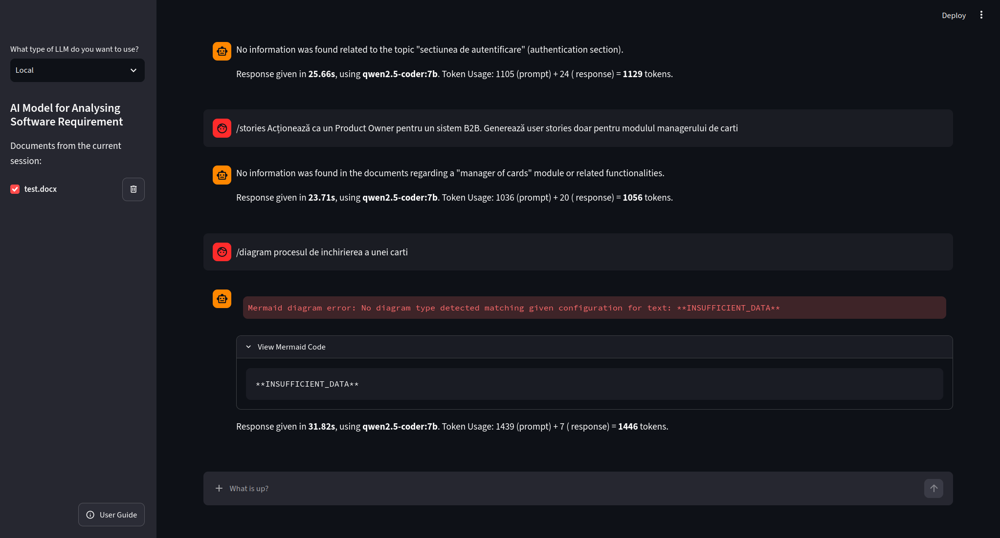 Deploy
What type of LLM do you want to use?
Local
AI Model for Analysing
Software Requirement
Documents from the current
session:
test.docx
User Guide
No information was found related to the topic "sectiunea de autentificare" (authentication section).
Response given in 25.66s, using qwen2.5-coder:7b. Token Usage: 1105 (prompt) + 24 ( response) = 1129 tokens.
/stories Acționează ca un Product Owner pentru un sistem B2B. Generează user stories doar pentru modulul managerului de carti
No information was found in the documents regarding a "manager of cards" module or related functionalities.
Response given in 23.71s, using qwen2.5-coder:7b. Token Usage: 1036 (prompt) + 20 ( response) = 1056 tokens.
/diagram procesul de inchirierea a unei carti
Mermaid diagram error: No diagram type detected matching given configuration for text: **INSUFFICIENT_DATA**
View Mermaid Code
**INSUFFICIENT_DATA**
Response given in 31.82s, using qwen2.5-coder:7b. Token Usage: 1439 (prompt) + 7 ( response) = 1446 tokens.
What is up?